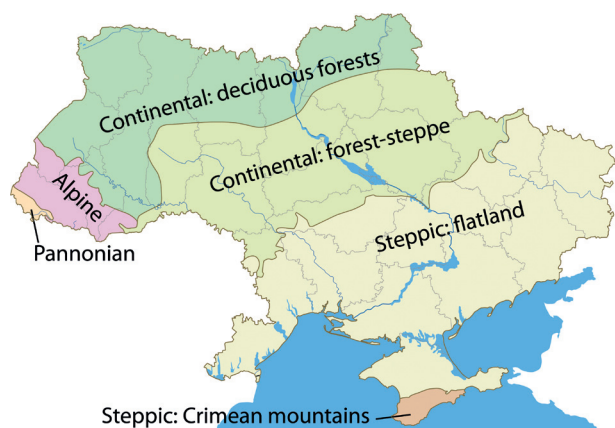 Continental: deciduous forests
Continental: forest-steppe
Alpine
Steppic: flatland
Pannonian
Steppic: Crimean mountains